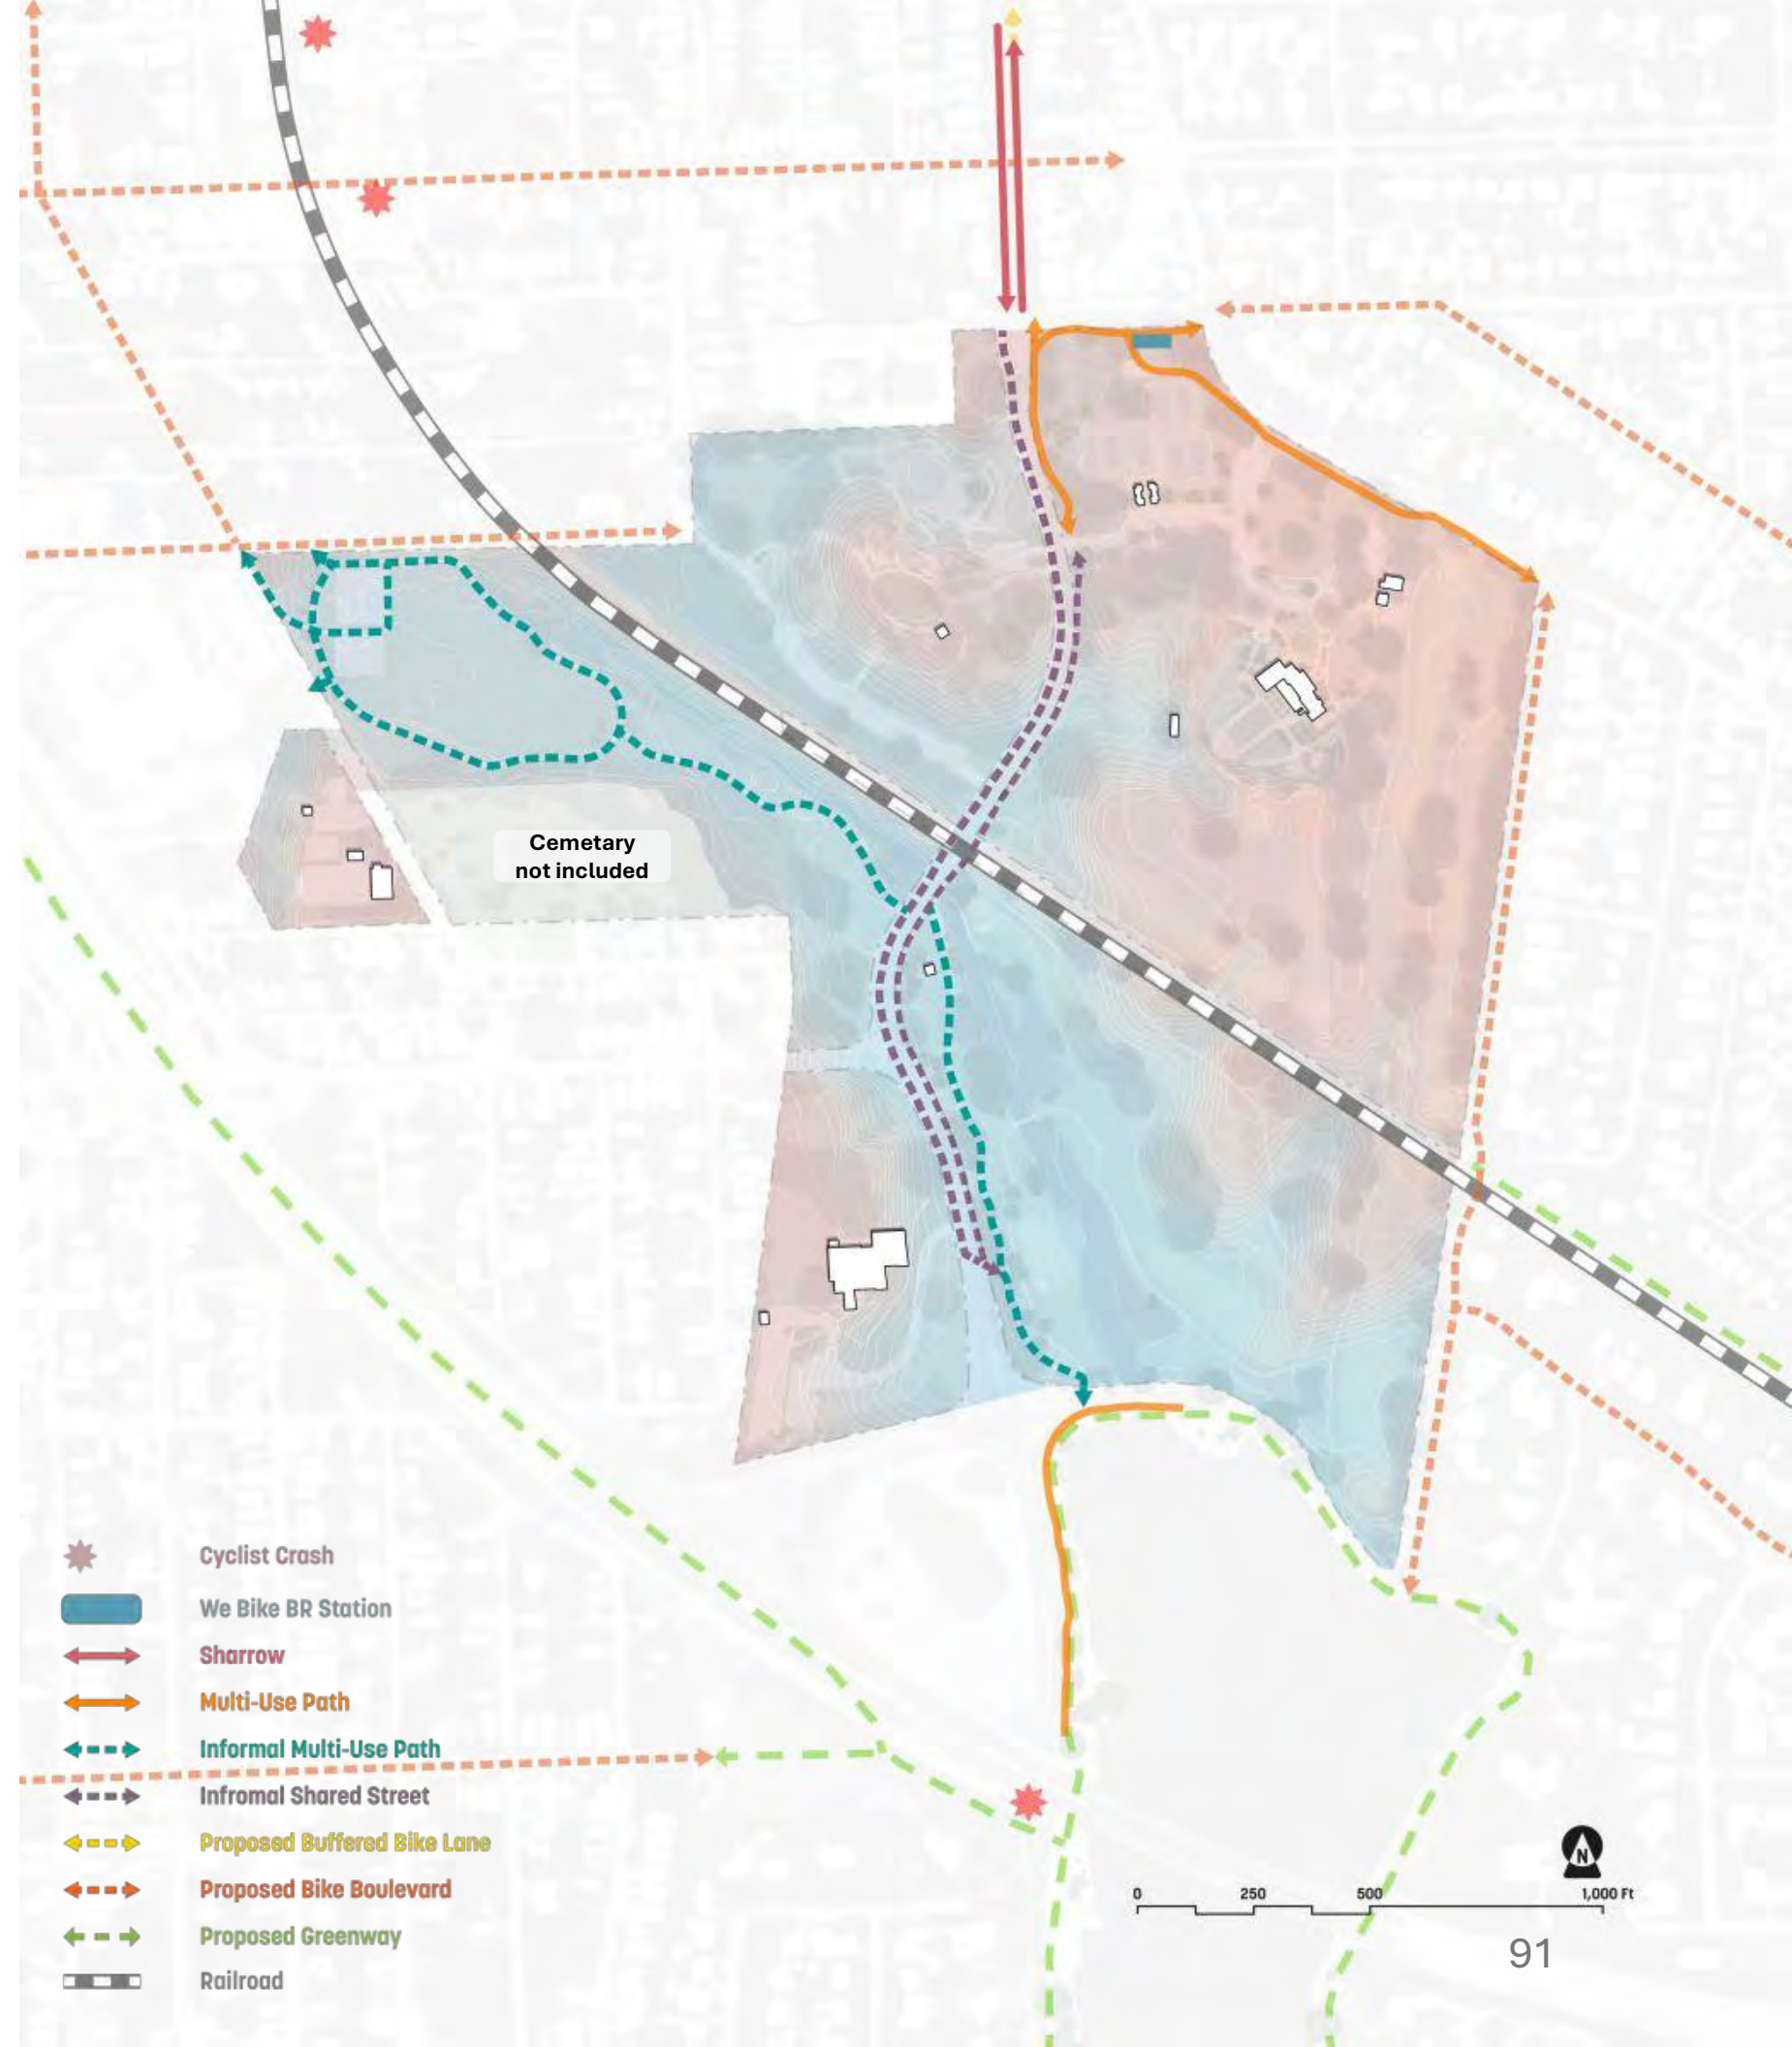 Cemetary
not included
Cyclist Crash
We Bike BR Station
Sharrow
Multi-Use Path
Informal Multi-Use Path
Infromal Shared Street
Proposed Buffered Bike Lane
Proposed Bike Boulevard
Proposed Greenway
Railroad
N
0 250 500 1,000 Ft
91